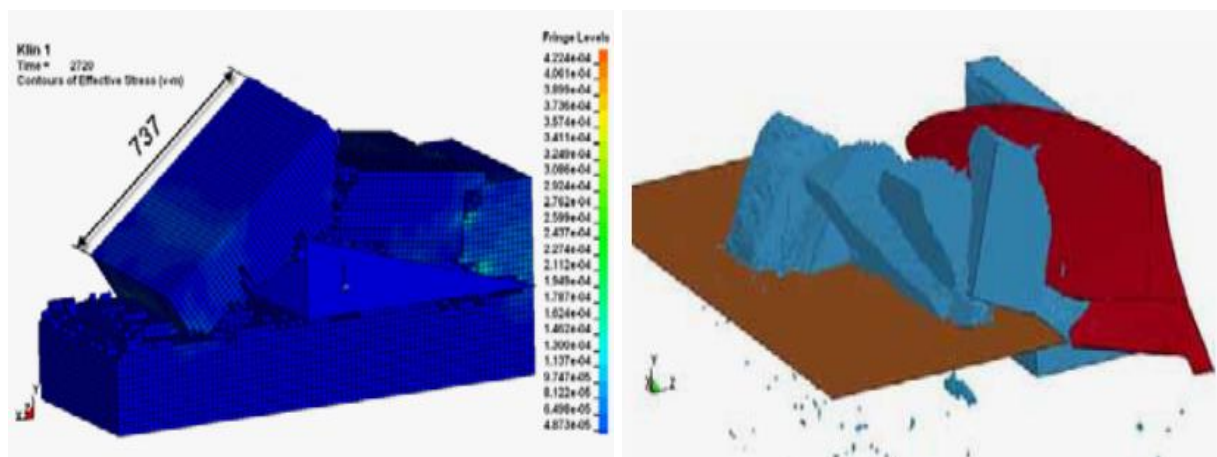 Klin 1
Time = 2720
Contours of Effective Stress (v-m)
737
Fringe Levels
4.224e-04
4.061e-04
3.899e-04
3.736e-04
3.574e-04
3.411e-04
3.249e-04
3.086e-04
2.924e-04
2.762e-04
2.599e-04
2.437e-04
2.274e-04
2.112e-04
1.949e-04
1.787e-04
1.624e-04
1.462e-04
1.300e-04
1.137e-04
9.747e-05
8.122e-05
6.498e-05
4.873e-05
Y
X
Y
X Z